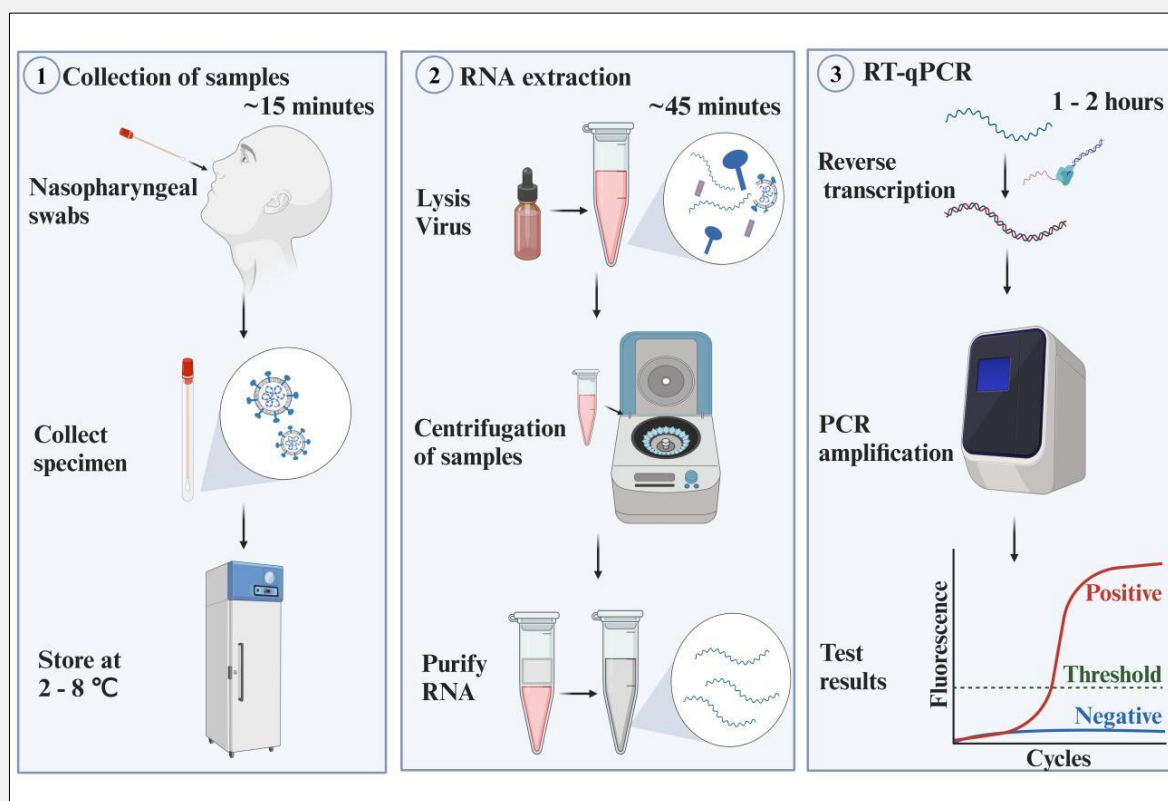 1 Collection of samples
~15 minutes
Nasopharyngeal
swabs
Collect
specimen
Store at
2 - 8 ℃
2 RNA extraction
~45 minutes
Lysis
Virus
Centrifugation
of samples
Purify
RNA
3 RT-qPCR
1 - 2 hours
Reverse
transcription
PCR
amplification
Test
results
Fluorescence
Positive
Threshold
Negative
Cycles